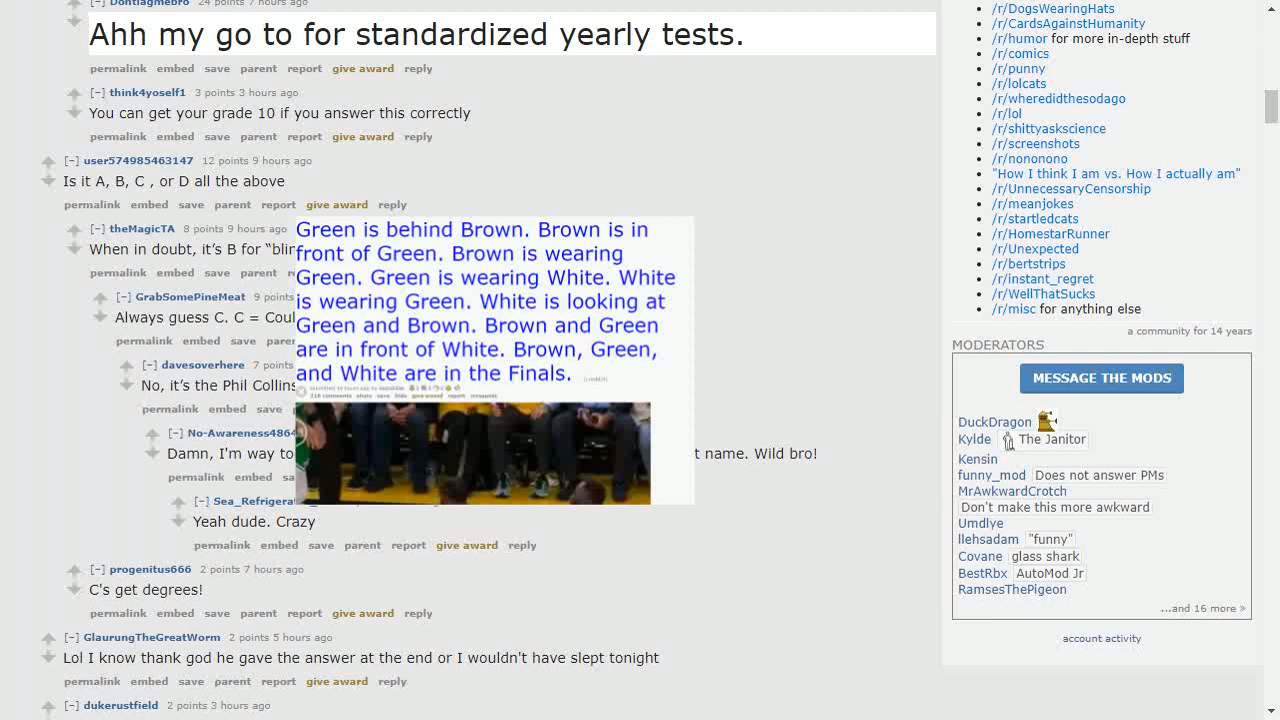 Dontlagmebro 24 points 7 hours ago
Ahh my go to for standardized yearly tests.
permalink embed save parent report give award reply
[–] think4yoself1 3 points 3 hours ago
You can get your grade 10 if you answer this correctly
permalink embed save parent report give award reply
[–] user574985463147 12 points 9 hours ago
Is it A, B, C , or D all the above
permalink embed save parent report give award reply
[–] theMagicTA 8 points 9 hours ago
When in doubt, it’s B for “blin
permalink embed save parent re
[–] GrabSomePineMeat 9 points
Always guess C. C = Coul
permalink embed save pare
[–] davesoverhere 7 points
No, it’s the Phil Collins
permalink embed save
[–] No-Awareness4864
Damn, I'm way to t name. Wild bro!
permalink embed sa
[–] Sea_Refrigera
Yeah dude. Crazy
permalink embed save parent report give award reply
[–] progenitus666 2 points 7 hours ago
C's get degrees!
permalink embed save parent report give award reply
[–] GlaurungTheGreatWorm 2 points 5 hours ago
Lol I know thank god he gave the answer at the end or I wouldn't have slept tonight
permalink embed save parent report give award reply
[–] dukerustfield 2 points 3 hours ago
Green is behind Brown. Brown is in
front of Green. Brown is wearing
Green. Green is wearing White. White
is wearing Green. White is looking at
Green and Brown. Brown and Green
are in front of White. Brown, Green,
and White are in the Finals.
/r/DogsWearingHats
/r/CardsAgainstHumanity
/r/humor for more in-depth stuff
/r/comics
/r/punny
/r/lolcats
/r/wheredidthesodago
/r/lol
/r/shittyaskscience
/r/screenshots
/r/nononono
"How I think I am vs. How I actually am"
/r/UnnecessaryCensorship
/r/meanjokes
/r/startledcats
/r/HomestarRunner
/r/Unexpected
/r/bertstrips
/r/instant_regret
/r/WellThatSucks
/r/misc for anything else
a community for 14 years
MODERATORS
MESSAGE THE MODS
DuckDragon
Kylde The Janitor
Kensin
funny_mod Does not answer PMs
MrAwkwardCrotch
Don't make this more awkward
Umdlye
llehsadam "funny"
Covane glass shark
BestRbx AutoMod Jr
RamsesThePigeon
...and 16 more »
account activity